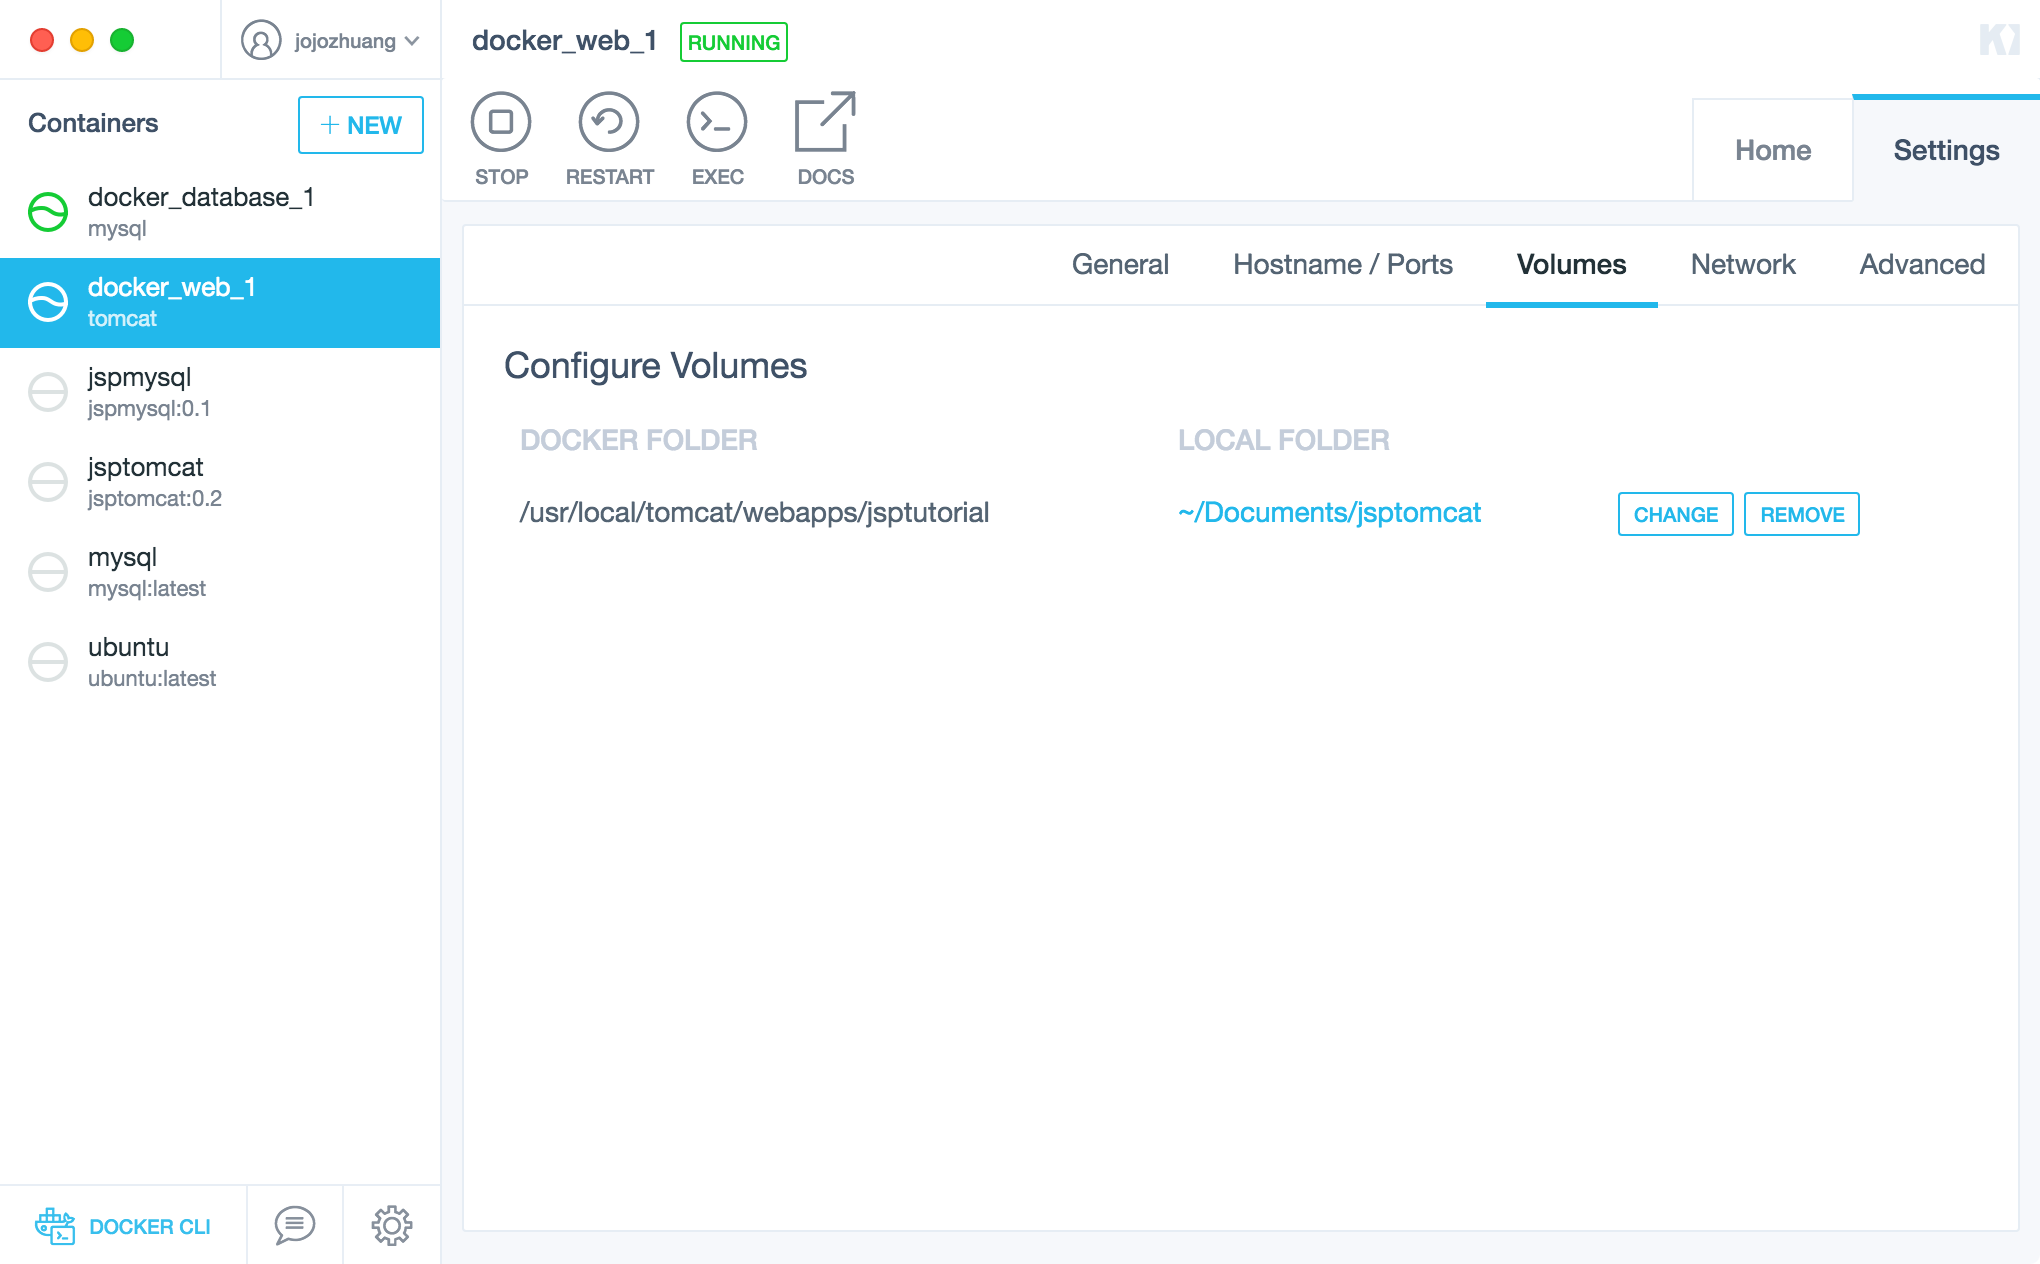 jojozhuang
docker_web_1 RUNNING
Containers
+ NEW
STOP RESTART EXEC DOCS
Home Settings
docker_database_1
mysql
docker_web_1
tomcat
jspmysql
jspmysql:0.1
jsptomcat
jsptomcat:0.2
mysql
mysql:latest
ubuntu
ubuntu:latest
DOCKER CLI
General Hostname / Ports Volumes Network Advanced
Configure Volumes
DOCKER FOLDER LOCAL FOLDER
/usr/local/tomcat/webapps/jsptutorial ~/Documents/jsptomcat CHANGE REMOVE